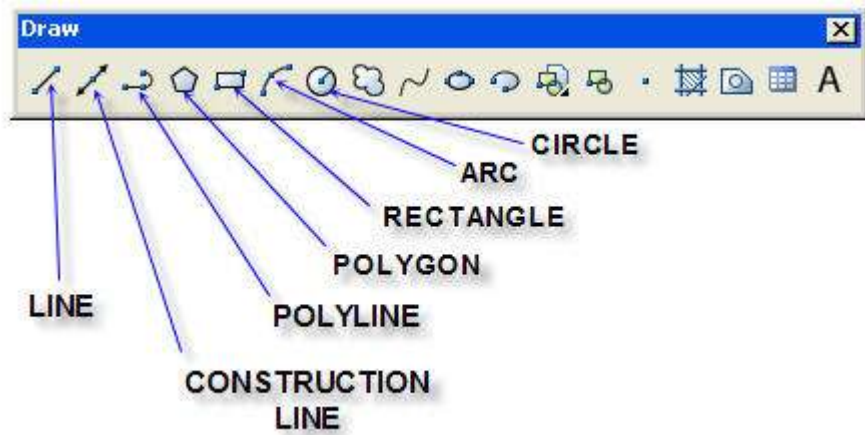 Draw
A
CIRCLE
ARC
RECTANGLE
POLYGON
LINE
POLYLINE
CONSTRUCTION
LINE